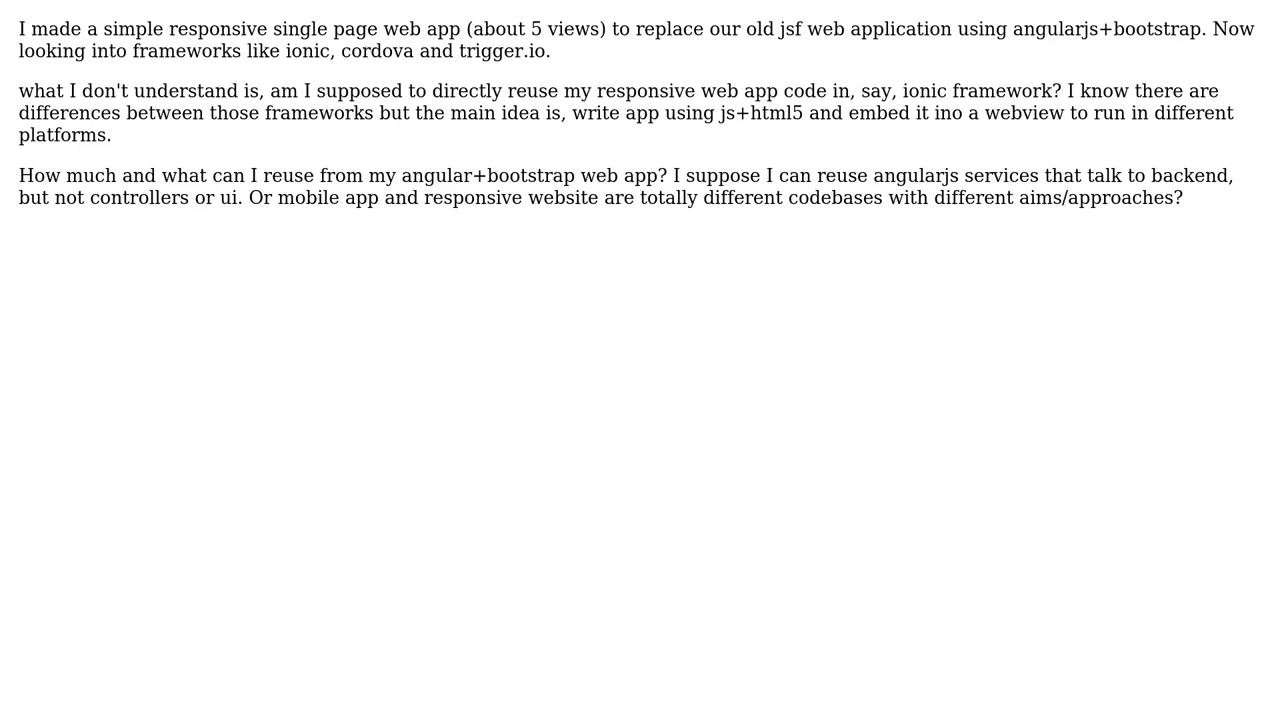 I made a simple responsive single page web app (about 5 views) to replace our old jsf web application using angularjs+bootstrap. Now
looking into frameworks like ionic, cordova and trigger.io.
what I don't understand is, am I supposed to directly reuse my responsive web app code in, say, ionic framework? I know there are
differences between those frameworks but the main idea is, write app using js+html5 and embed it ino a webview to run in different
platforms.
How much and what can I reuse from my angular+bootstrap web app? I suppose I can reuse angularjs services that talk to backend,
but not controllers or ui. Or mobile app and responsive website are totally different codebases with different aims/approaches?